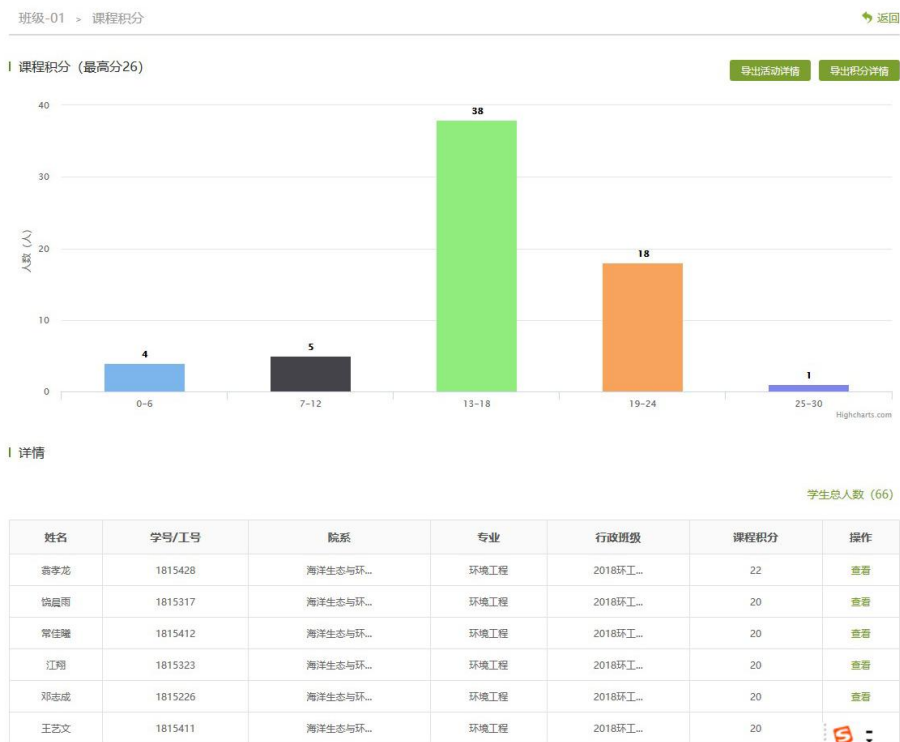 班级-01 > 课程积分 返回
课程积分（最高分26） 导出活动详情 导出积分详情
40
38
30
人数（人）
20
18
10
5
4
1
0
0-6 7-12 13-18 19-24 25-30
Highcharts.com
详情
学生总人数（66）
姓名 学号/工号 院系 专业 行政班级 课程积分 操作
翁孝龙 1815428 海洋生态与环... 环境工程 2018环工... 22 查看
饶晨雨 1815317 海洋生态与环... 环境工程 2018环工... 20 查看
常佳曦 1815412 海洋生态与环... 环境工程 2018环工... 20 查看
江翔 1815323 海洋生态与环... 环境工程 2018环工... 20 查看
邓志成 1815226 海洋生态与环... 环境工程 2018环工... 20 查看
王艺文 1815411 海洋生态与环... 环境工程 2018环工... 20